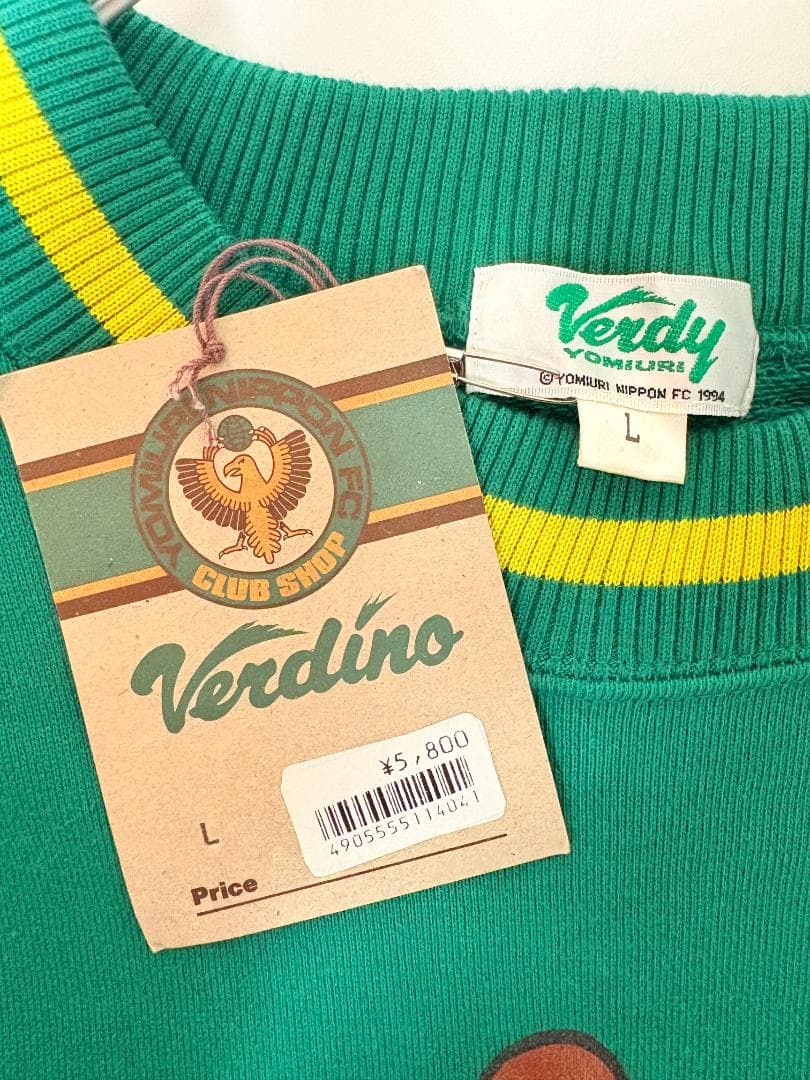 YOMIURI NIPPON FC
CLUB SHOP
Verdino
¥5,800
4905555114041
L
Price
Verdy
YOMIURI
©YOMIURI NIPPON FC 1994
L